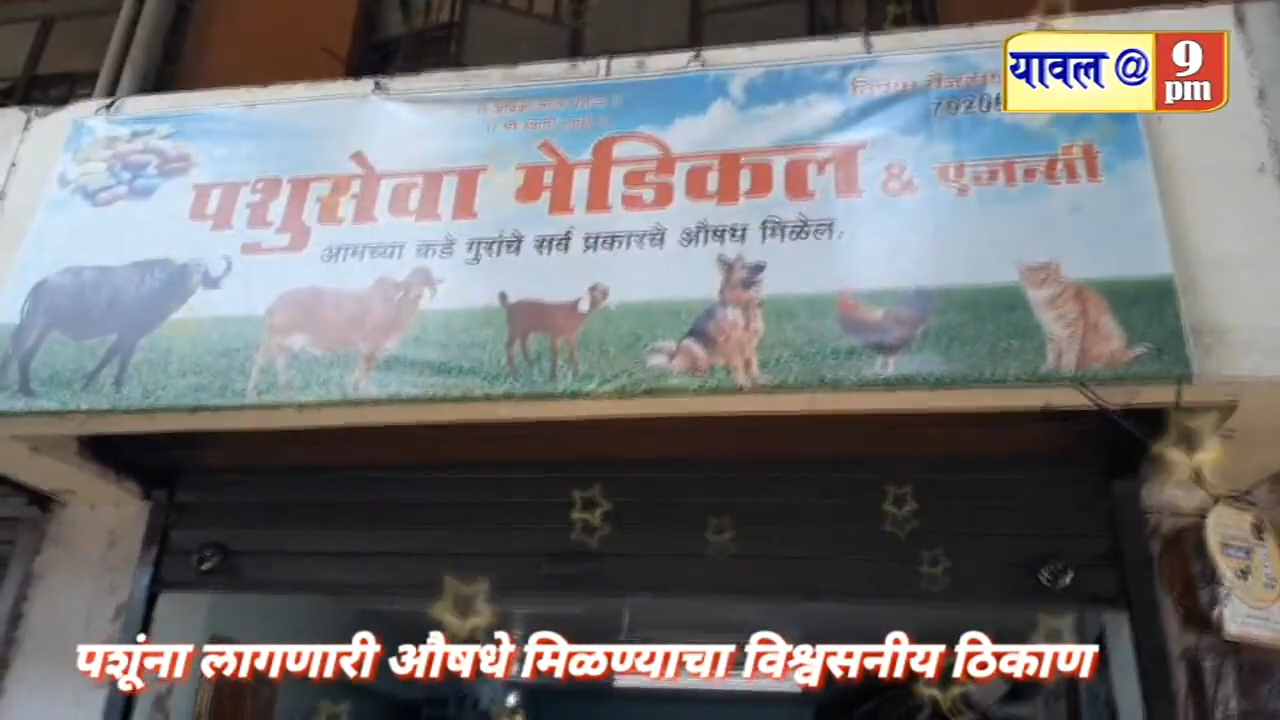 यावल @ 9 pm
पशुसेवा मेडिकल & एजन्सी
आमच्या कडे गुरांचे सर्व प्रकारचे औषध मिळेल.
पशूंना लागणारी औषधे मिळण्याचा विश्वसनीय ठिकाण